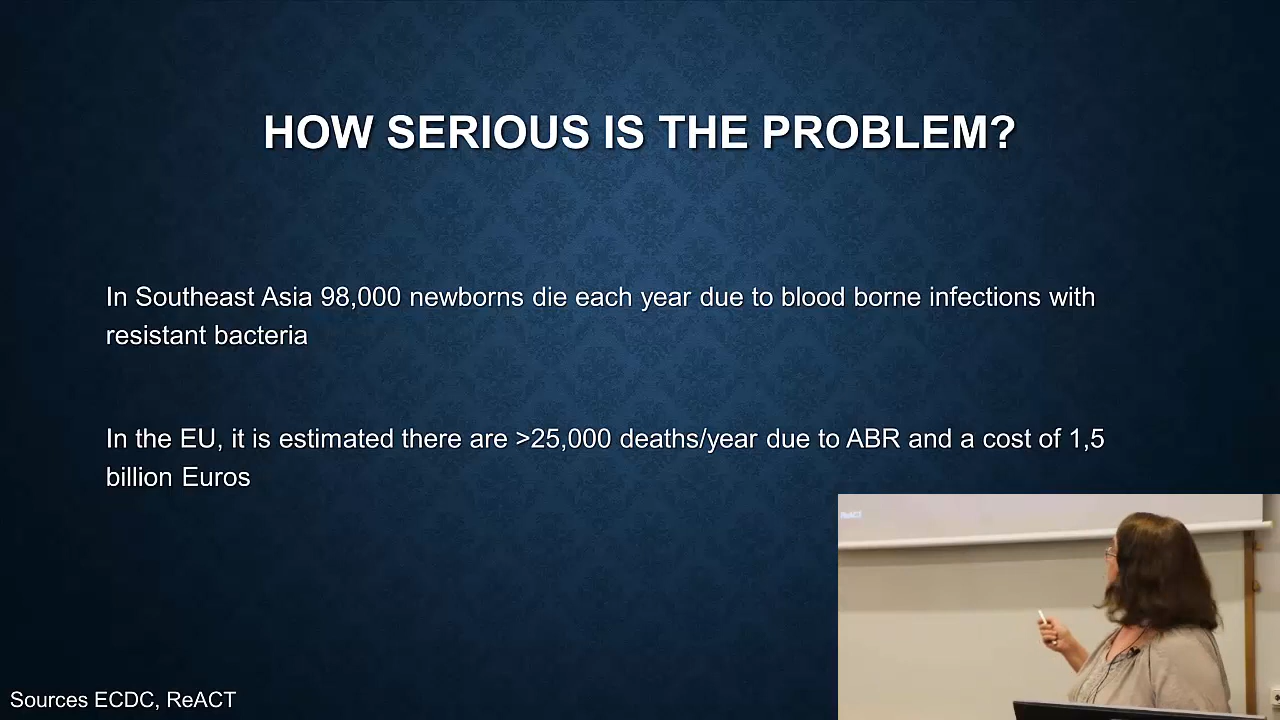 HOW SERIOUS IS THE PROBLEM?
In Southeast Asia 98,000 newborns die each year due to blood borne infections with
resistant bacteria
In the EU, it is estimated there are >25,000 deaths/year due to ABR and a cost of 1,5
billion Euros
ReACT
Sources ECDC, ReACT